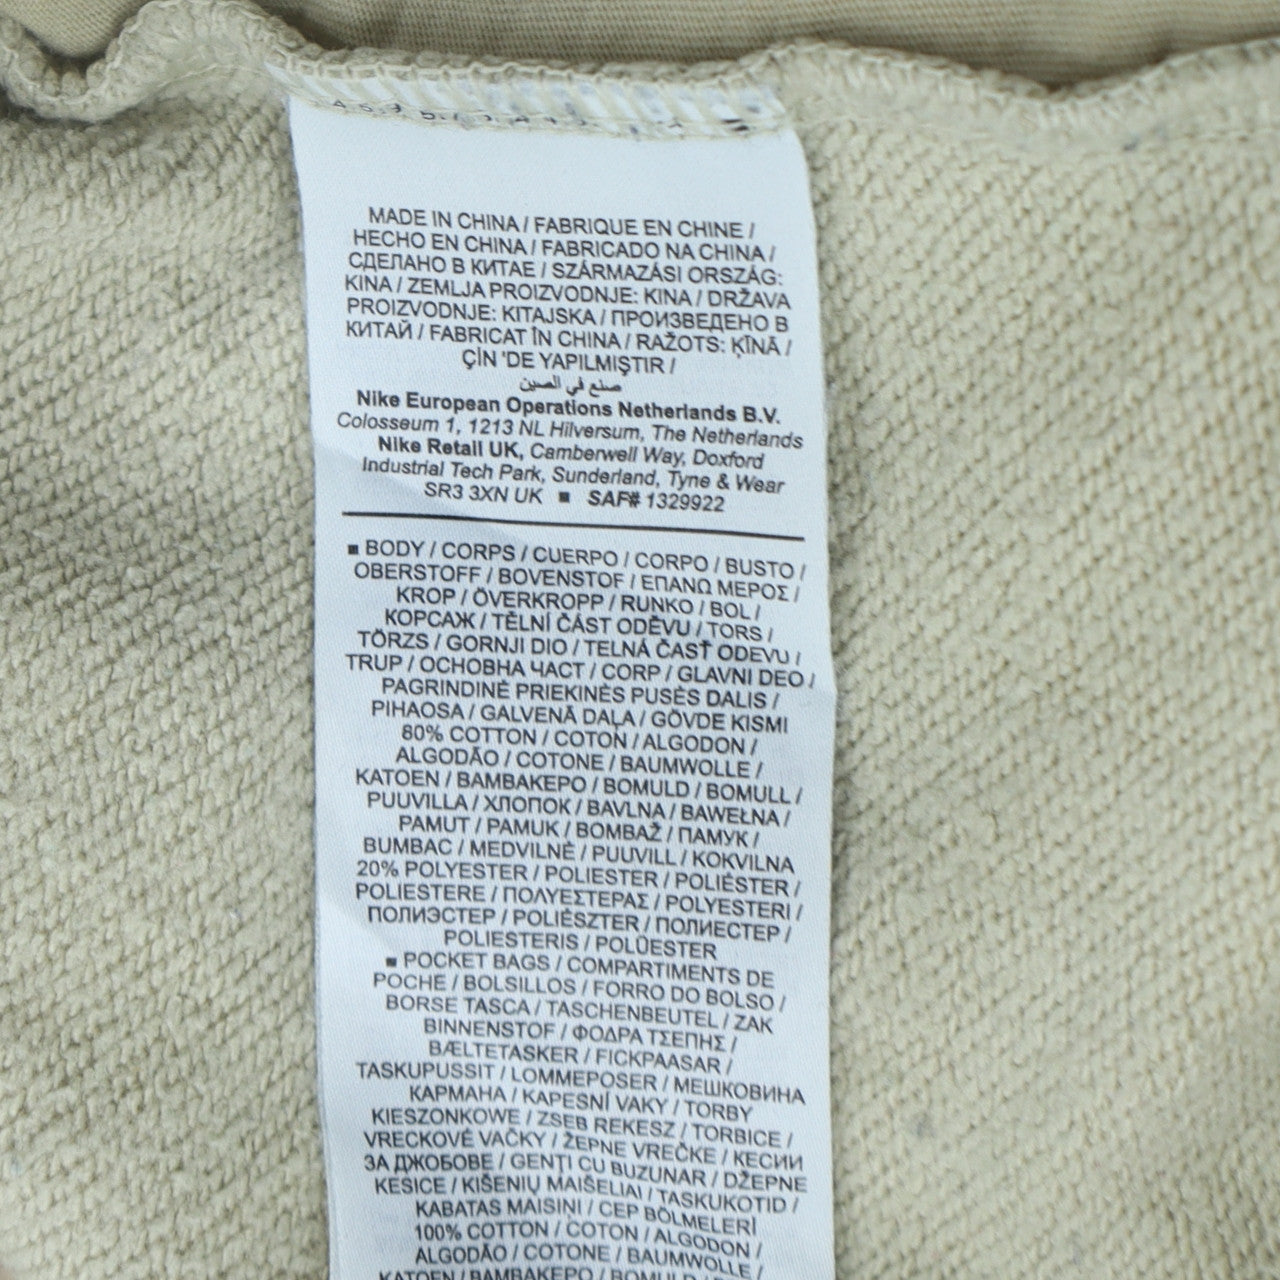 MADE IN CHINA / FABRIQUE EN CHINE /
HECHO EN CHINA / FABRICADO NA CHINA /
СДЕЛАНО В КИТАЕ / SZÁRMAZÁSI ORSZÁG:
KINA / ZEMLJA PROIZVODNJE: KINA / DRŽAVA
PROIZVODNJE: KITAJSKA / ПРОИЗВЕДЕНО В
КИТАЙ / FABRICAT ÎN CHINA / RAŽOTS: ĶĪNĀ /
ÇİN 'DE YAPILMIŞTIR /
صنع في الصين
Nike European Operations Netherlands B.V.
Colosseum 1, 1213 NL Hilversum, The Netherlands
Nike Retail UK, Camberwell Way, Doxford
Industrial Tech Park, Sunderland, Tyne & Wear
SR3 3XN UK ■ SAF# 1329922
■ BODY / CORPS / CUERPO / CORPO / BUSTO /
OBERSTOFF / BOVENSTOF / ΕΠΑΝΩ ΜΕΡΟΣ /
KROP / ÖVERKROPP / RUNKO / BOL /
КОРСАЖ / TĚLNÍ ČÁST ODĚVU / TORS /
TÖRZS / GORNJI DIO / TELNÁ ČASŤ ODEVU /
TRUP / ОСНОВНА ЧАСТ / CORP / GLAVNI DEO /
PAGRINDINĖ PRIEKINĖS PUSĖS DALIS /
PIHAOSA / GALVENĀ DAĻA / GÖVDE KISMI
80% COTTON / COTON / ALGODON /
ALGODÃO / COTONE / BAUMWOLLE /
KATOEN / ΒΑΜΒΑΚΕΡΟ / BOMULD / BOMULL /
PUUVILLA / ХЛОПОК / BAVLNA / BAWEŁNA /
PAMUT / PAMUK / BOMBAŽ / ПАМУК /
BUMBAC / MEDVILNĖ / PUUVILL / KOKVILNA
20% POLYESTER / POLIESTER / POLIÉSTER /
POLIESTERE / ΠΟΛΥΕΣΤΕΡΑΣ / POLYESTERI /
ПОЛИЭСТЕР / POLIÉSZTER / ПОЛИЕСТЕР /
POLIESTERIS / POLÜESTER
■ POCKET BAGS / COMPARTIMENTS DE
POCHE / BOLSILLOS / FORRO DO BOLSO /
BORSE TASCA / TASCHENBEUTEL / ZAK
BINNENSTOF / ΦΟΔΡΑ ΤΣΕΠΗΣ /
BÆLTETASKER / FICKPAASAR /
TASKUPUSSIT / LOMMEPOSER / МЕШКОВИНА
КАРМАНА / KAPESNÍ VAKY / TORBY
KIESZONKOWE / ZSEB REKESZ / TORBICE /
VRECKOVÉ VAČKY / ŽEPNE VREČKE / КЕСИИ
ЗА ДЖОБОВЕ / GENŢI CU BUZUNAR / DŽEPNE
KESICE / KIŠENIŲ MAIŠELIAI / TASKUKOTID /
KABATAS MAISIŅI / CEP BÖLMELERİ
100% COTTON / COTON / ALGODON /
ALGODÃO / COTONE / BAUMWOLLE /
KATOEN / ΒΑΜΒΑΚΕΡΟ / BOMULD /